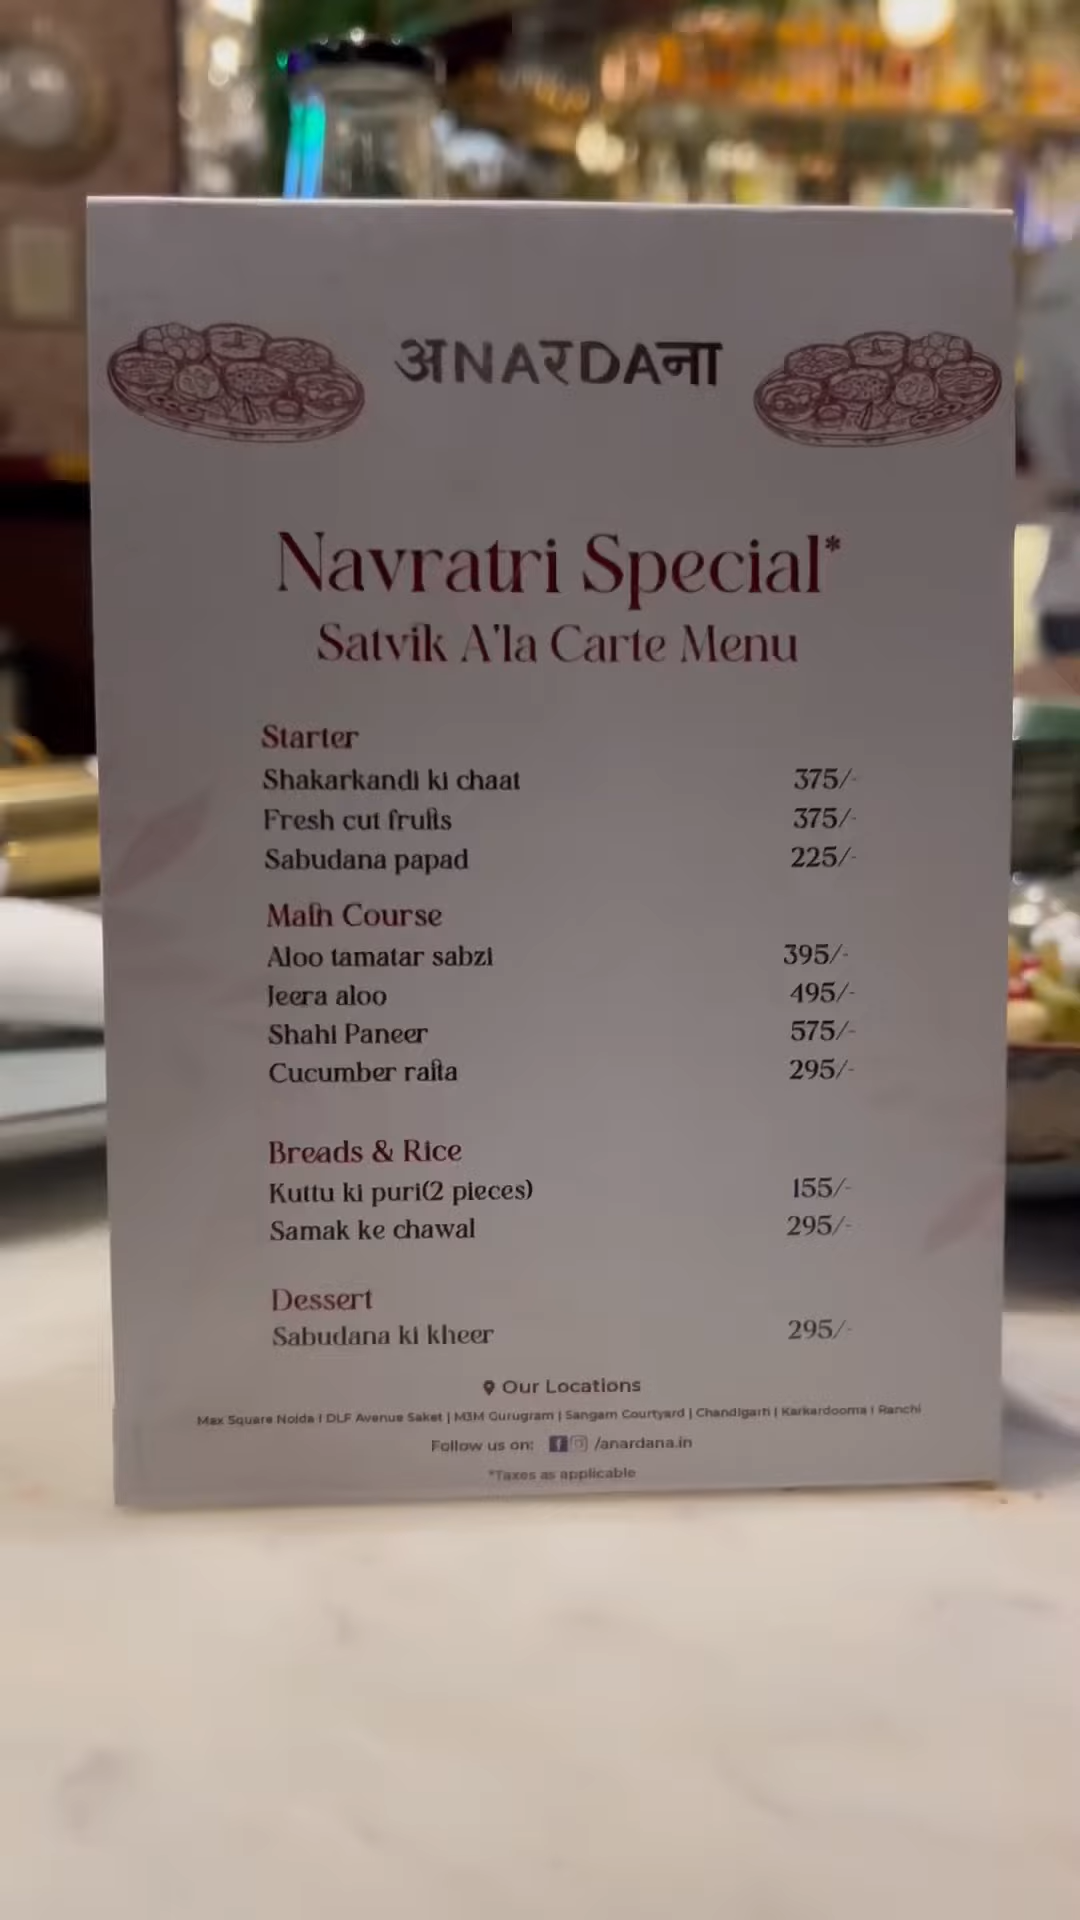 अNARDAना
Navratri Special*
Satvik A'la Carte Menu
Starter
Shakarkandi ki chaat 375/-
Fresh cut fruits 375/-
Sabudana papad 225/-
Main Course
Aloo tamatar sabzi 395/-
Jeera aloo 495/-
Shahi Paneer 575/-
Cucumber raita 295/-
Breads & Rice
Kuttu ki puri(2 pieces) 155/-
Samak ke chawal 295/-
Dessert
Sabudana ki kheer 295/-
Our Locations
Max Square Noida | DLF Avenue Saket | M3M Gurugram | Sangam Courtyard | Chandigarh | Karkardooma | Ranchi
Follow us on: /anardana.in
*Taxes as applicable